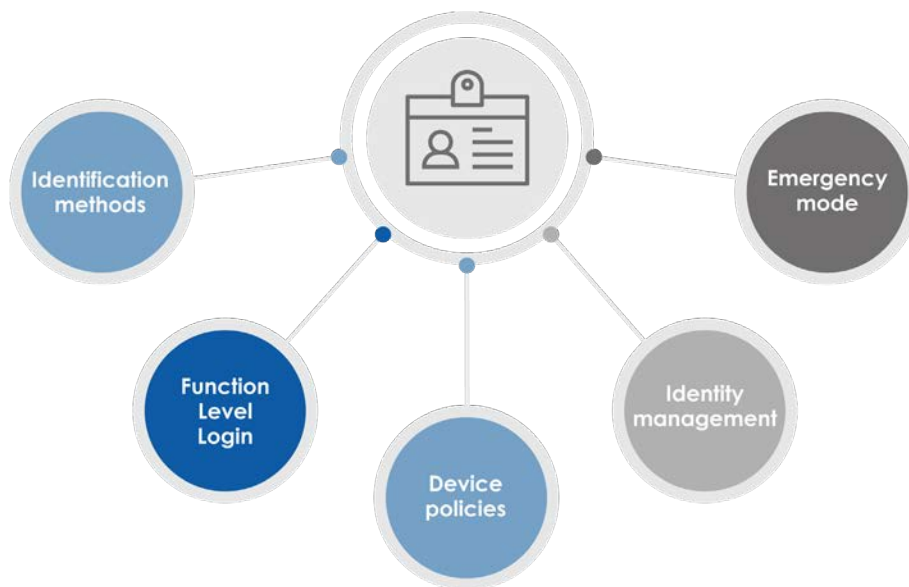 Identification
methods
Function
Level
Login
Device
policies
Identity
management
Emergency
mode